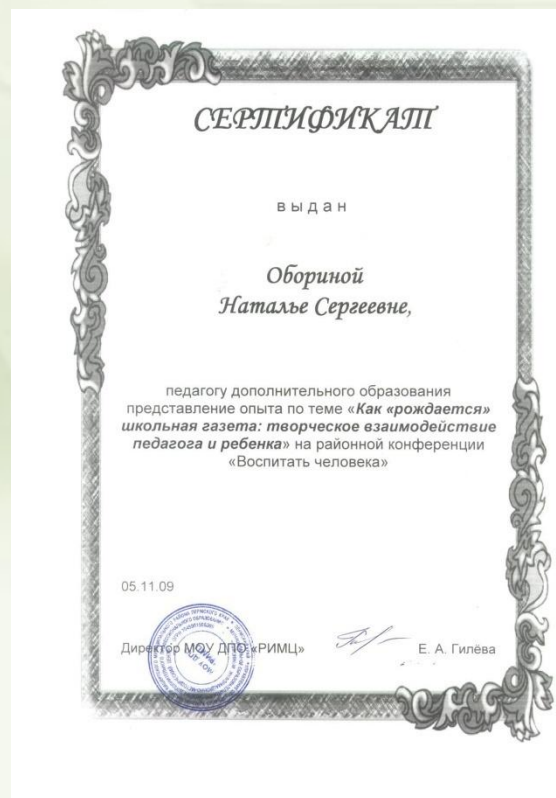 СЕРТИФИКАТ
выдан
Обориной
Наталье Сергеевне,
педагогу дополнительного образования
представление опыта по теме «Как «рождается»
школьная газета: творческое взаимодействие
педагога и ребенка» на районной конференции
«Воспитать человека»
05.11.09
Директор МОУ ДПО «РИМЦ» Е. А. Гилёва